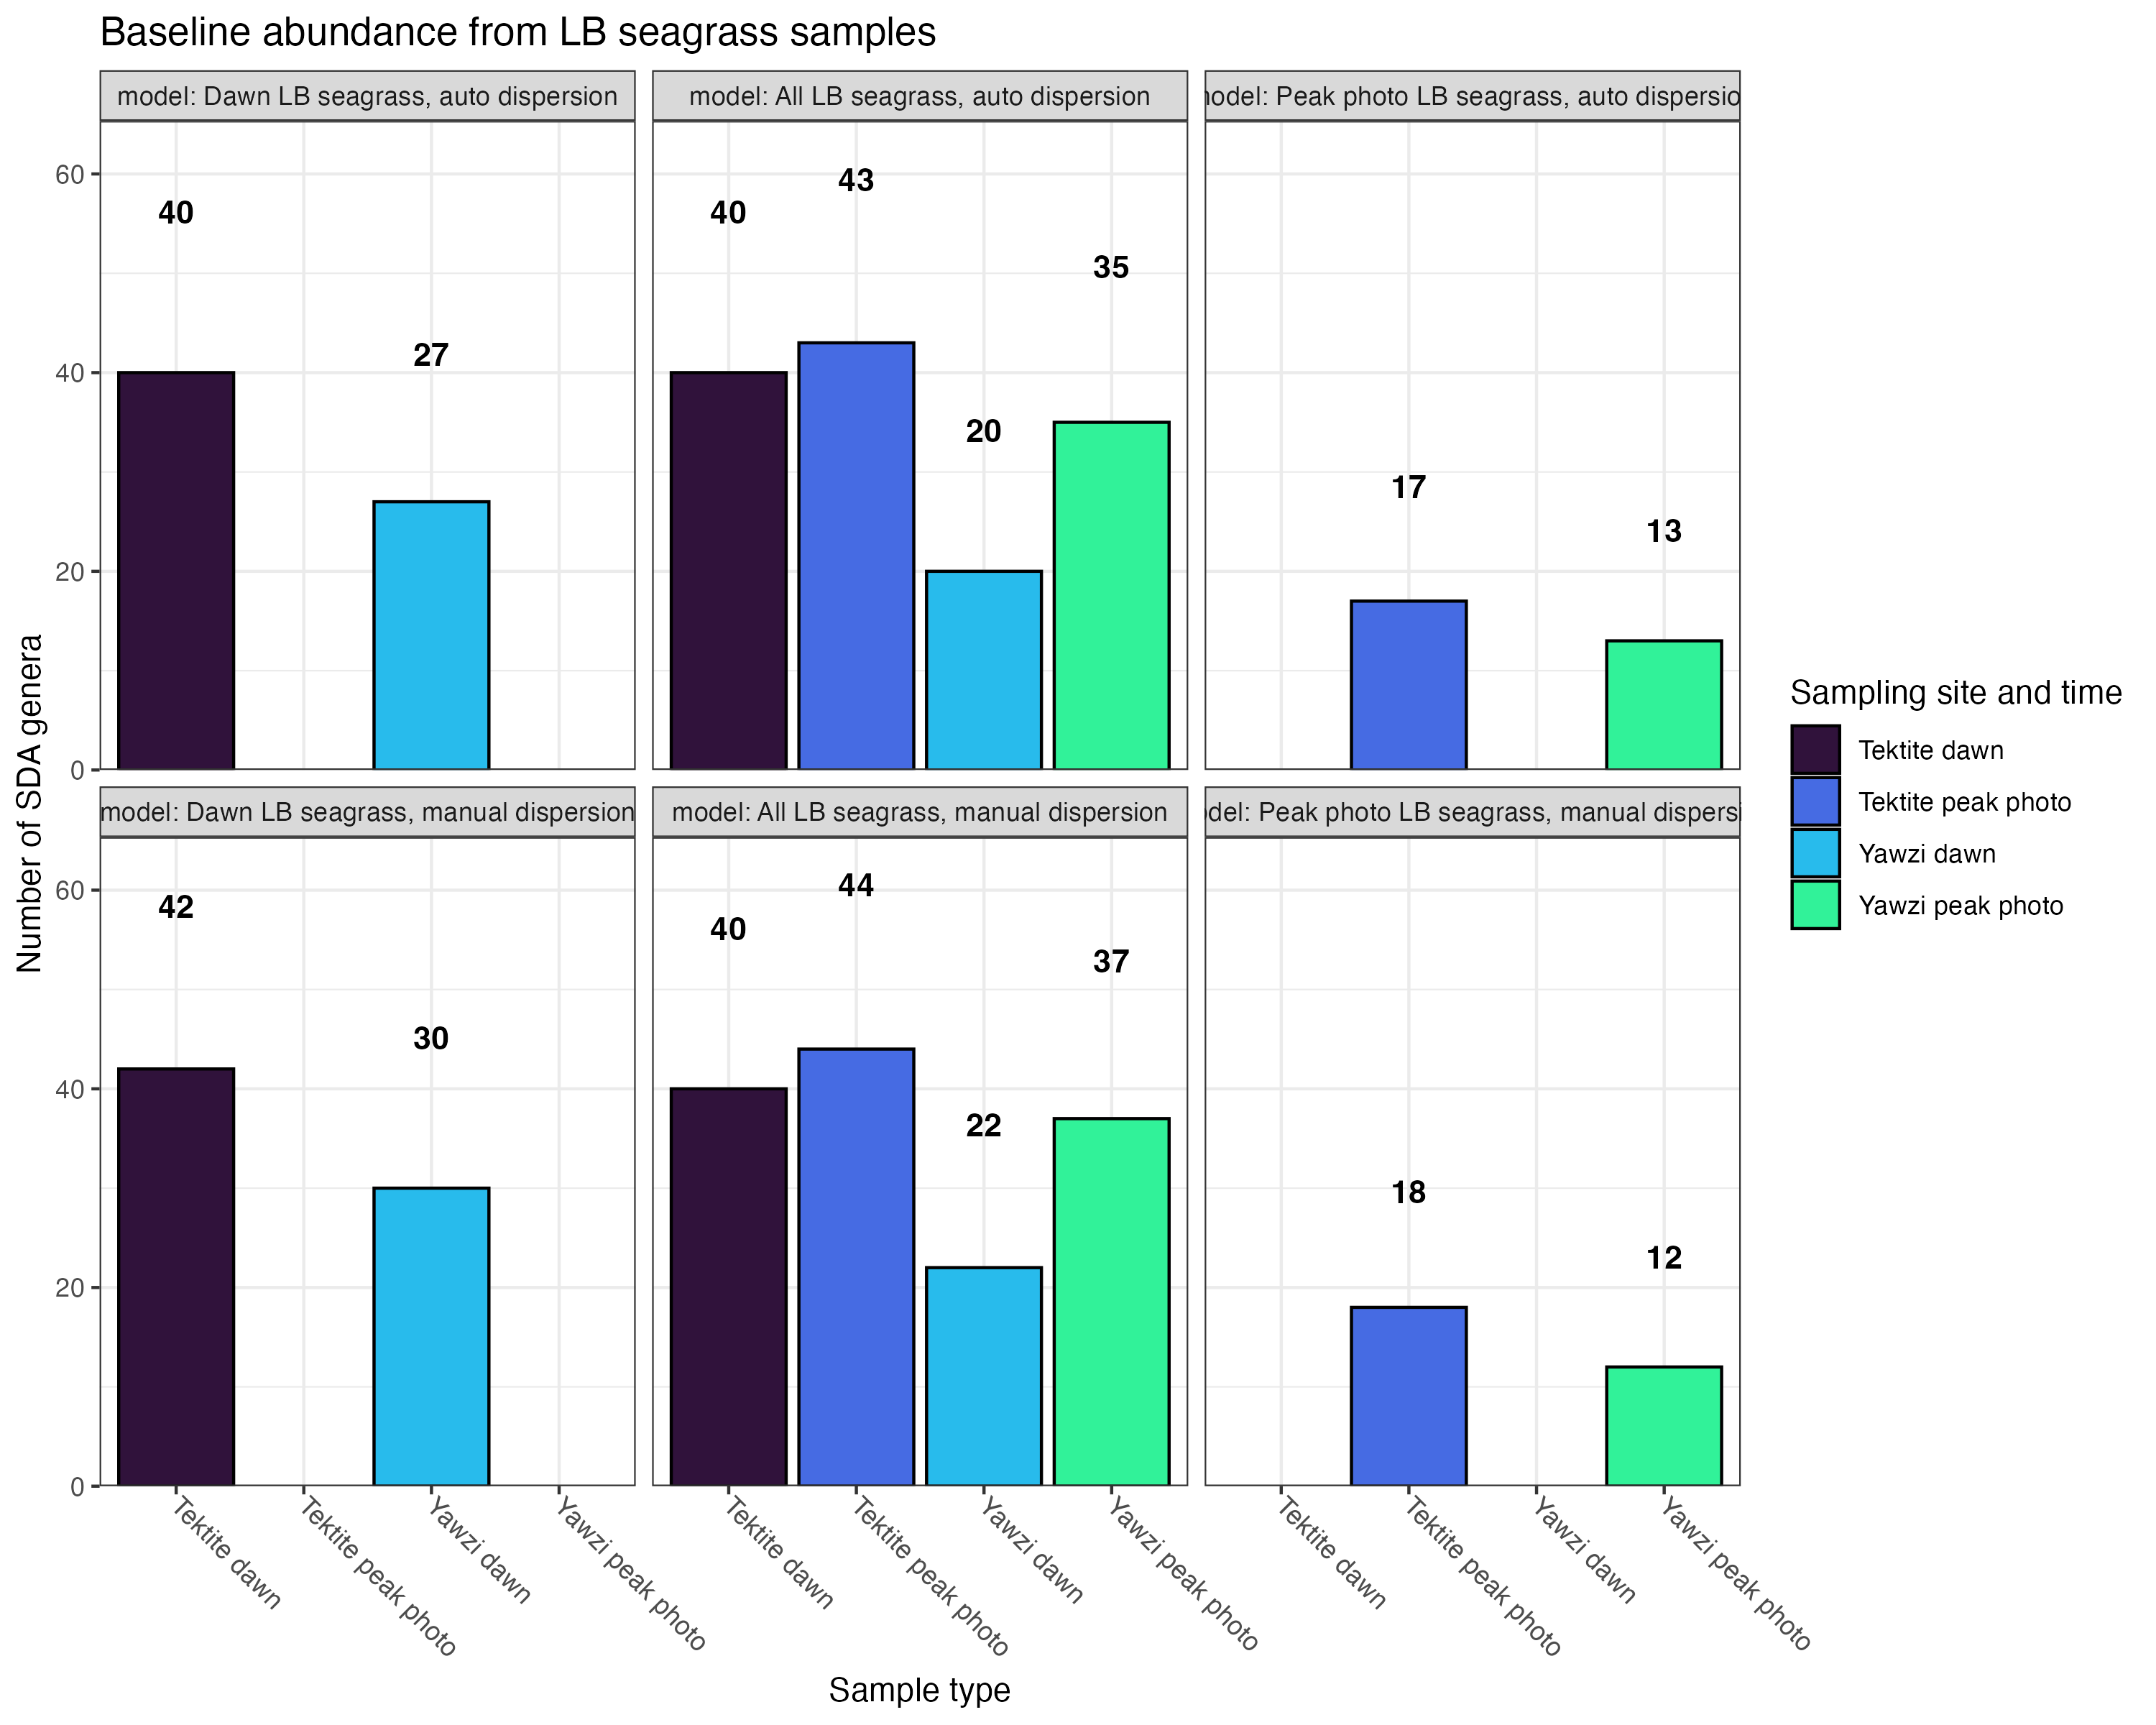 Baseline abundance from LB seagrass samples
model: Dawn LB seagrass, auto dispersion
model: All LB seagrass, auto dispersion
odel: Peak photo LB seagrass, auto dispersio
60
40
20
0
40
27
40
43
20
35
17
13
model: Dawn LB seagrass, manual dispersion
model: All LB seagrass, manual dispersion
del: Peak photo LB seagrass, manual dispersi
60
40
20
0
42
30
40
44
22
37
18
12
Number of SDA genera
Tektite dawn
Tektite peak photo
Yawzi dawn
Yawzi peak photo
Tektite dawn
Tektite peak photo
Yawzi dawn
Yawzi peak photo
Tektite dawn
Tektite peak photo
Yawzi dawn
Yawzi peak photo
Sample type
Sampling site and time
Tektite dawn
Tektite peak photo
Yawzi dawn
Yawzi peak photo